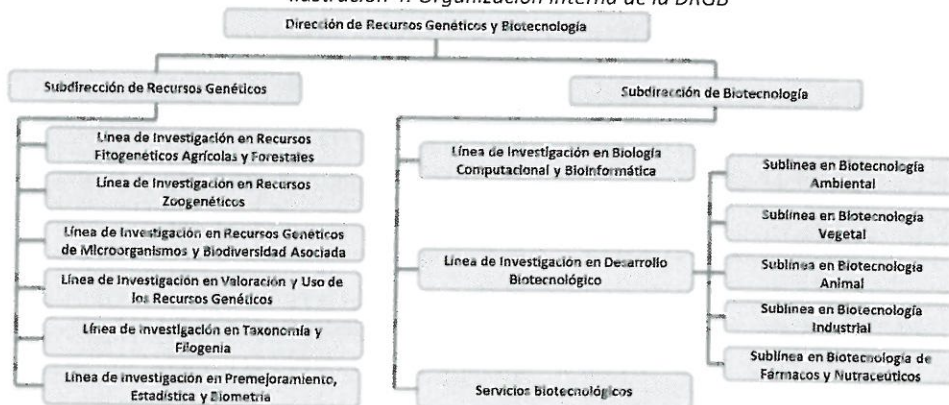 Ilustración 4. Organización interna de la DRGB
Dirección de Recursos Genéticos y Biotecnología
Subdirección de Recursos Genéticos
Línea de Investigación en Recursos
Fitogenéticos Agrícolas y Forestales
Línea de Investigación en Recursos
Zoogenéticos
Línea de Investigación en Recursos Genéticos
de Microorganismos y Biodiversidad Asociada
Línea de Investigación en Valoración y Uso de
los Recursos Genéticos
Línea de Investigación en Taxonomía y
Filogenia
Línea de Investigación en Premejoramiento,
Estadística y Biometría
Subdirección de Biotecnología
Línea de Investigación en Biología
Computacional y Bioinformática
Línea de Investigación en Desarrollo
Biotecnológico
Servicios Biotecnológicos
Sublínea en Biotecnología
Ambiental
Sublínea en Biotecnología
Vegetal
Sublínea en Biotecnología
Animal
Sublínea en Biotecnología
Industrial
Sublínea en Biotecnología de
Fármacos y Nutraceúticos